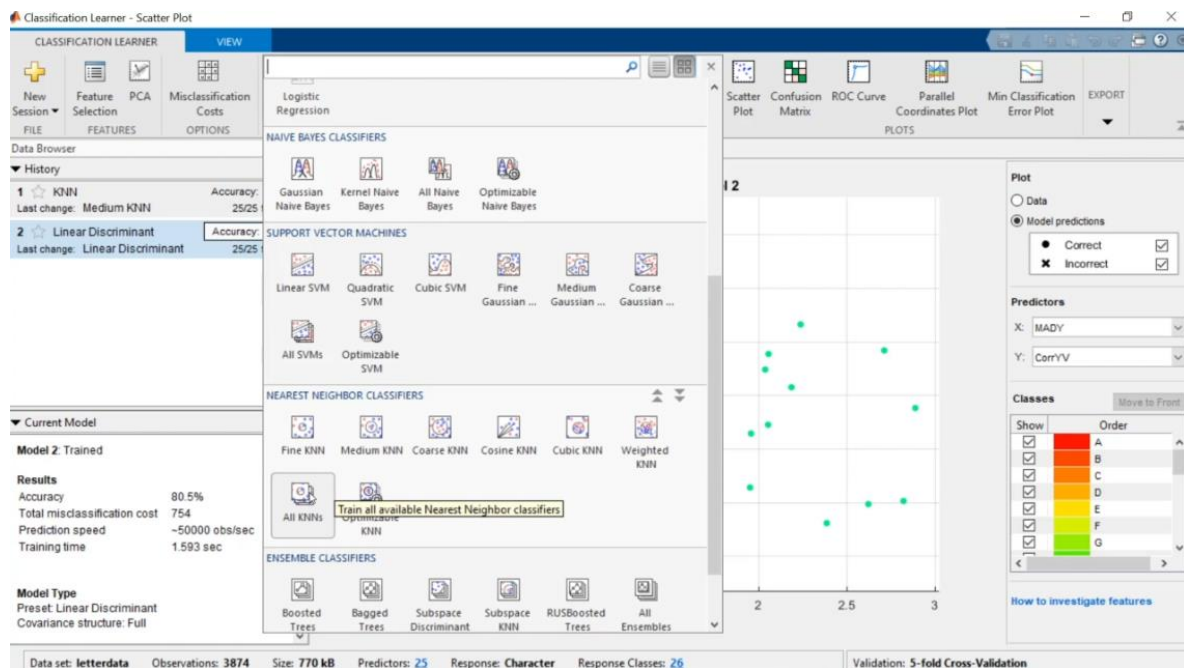 Classification Learner - Scatter Plot
CLASSIFICATION LEARNER
VIEW
New
Session
Feature
Selection
PCA
Misclassification
Costs
FILE
FEATURES
OPTIONS
Scatter
Plot
Confusion
Matrix
ROC Curve
Parallel
Coordinates Plot
Min Classification
Error Plot
EXPORT
PLOTS
Data Browser
History
1 KNN Accuracy:
Last change: Medium KNN 25/25
2 Linear Discriminant Accuracy:
Last change: Linear Discriminant 25/25
Current Model
Model 2: Trained
Results
Accuracy 80.5%
Total misclassification cost 754
Prediction speed ~50000 obs/sec
Training time 1.593 sec
Model Type
Preset: Linear Discriminant
Covariance structure: Full
Logistic
Regression
NAIVE BAYES CLASSIFIERS
Gaussian
Naive Bayes
Kernel Naive
Bayes
All Naive
Bayes
Optimizable
Naive Bayes
SUPPORT VECTOR MACHINES
Linear SVM
Quadratic
SVM
Cubic SVM
Fine
Gaussian ...
Medium
Gaussian ...
Coarse
Gaussian ...
All SVMs
Optimizable
SVM
NEAREST NEIGHBOR CLASSIFIERS
Fine KNN
Medium KNN
Coarse KNN
Cosine KNN
Cubic KNN
Weighted
KNN
All KNNs
Train all available Nearest Neighbor classifiers
Optimizable
KNN
ENSEMBLE CLASSIFIERS
Boosted
Trees
Bagged
Trees
Subspace
Discriminant
Subspace
KNN
RUSBoosted
Trees
All
Ensembles
2
2
2.5
3
Plot
Data
Model predictions
Correct
Incorrect
Predictors
X: MADY
Y: CorrYV
Classes
Move to Front
Show Order
A
B
C
D
E
F
G
How to investigate features
Data set: letterdata Observations: 3874 Size: 770 kB Predictors: 25 Response: Character Response Classes: 26
Validation: 5-fold Cross-Validation